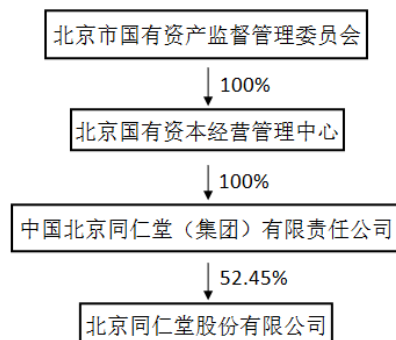 北京市国有资产监督管理委员会
100%
北京国有资本经营管理中心
100%
中国北京同仁堂（集团）有限责任公司
52.45%
北京同仁堂股份有限公司